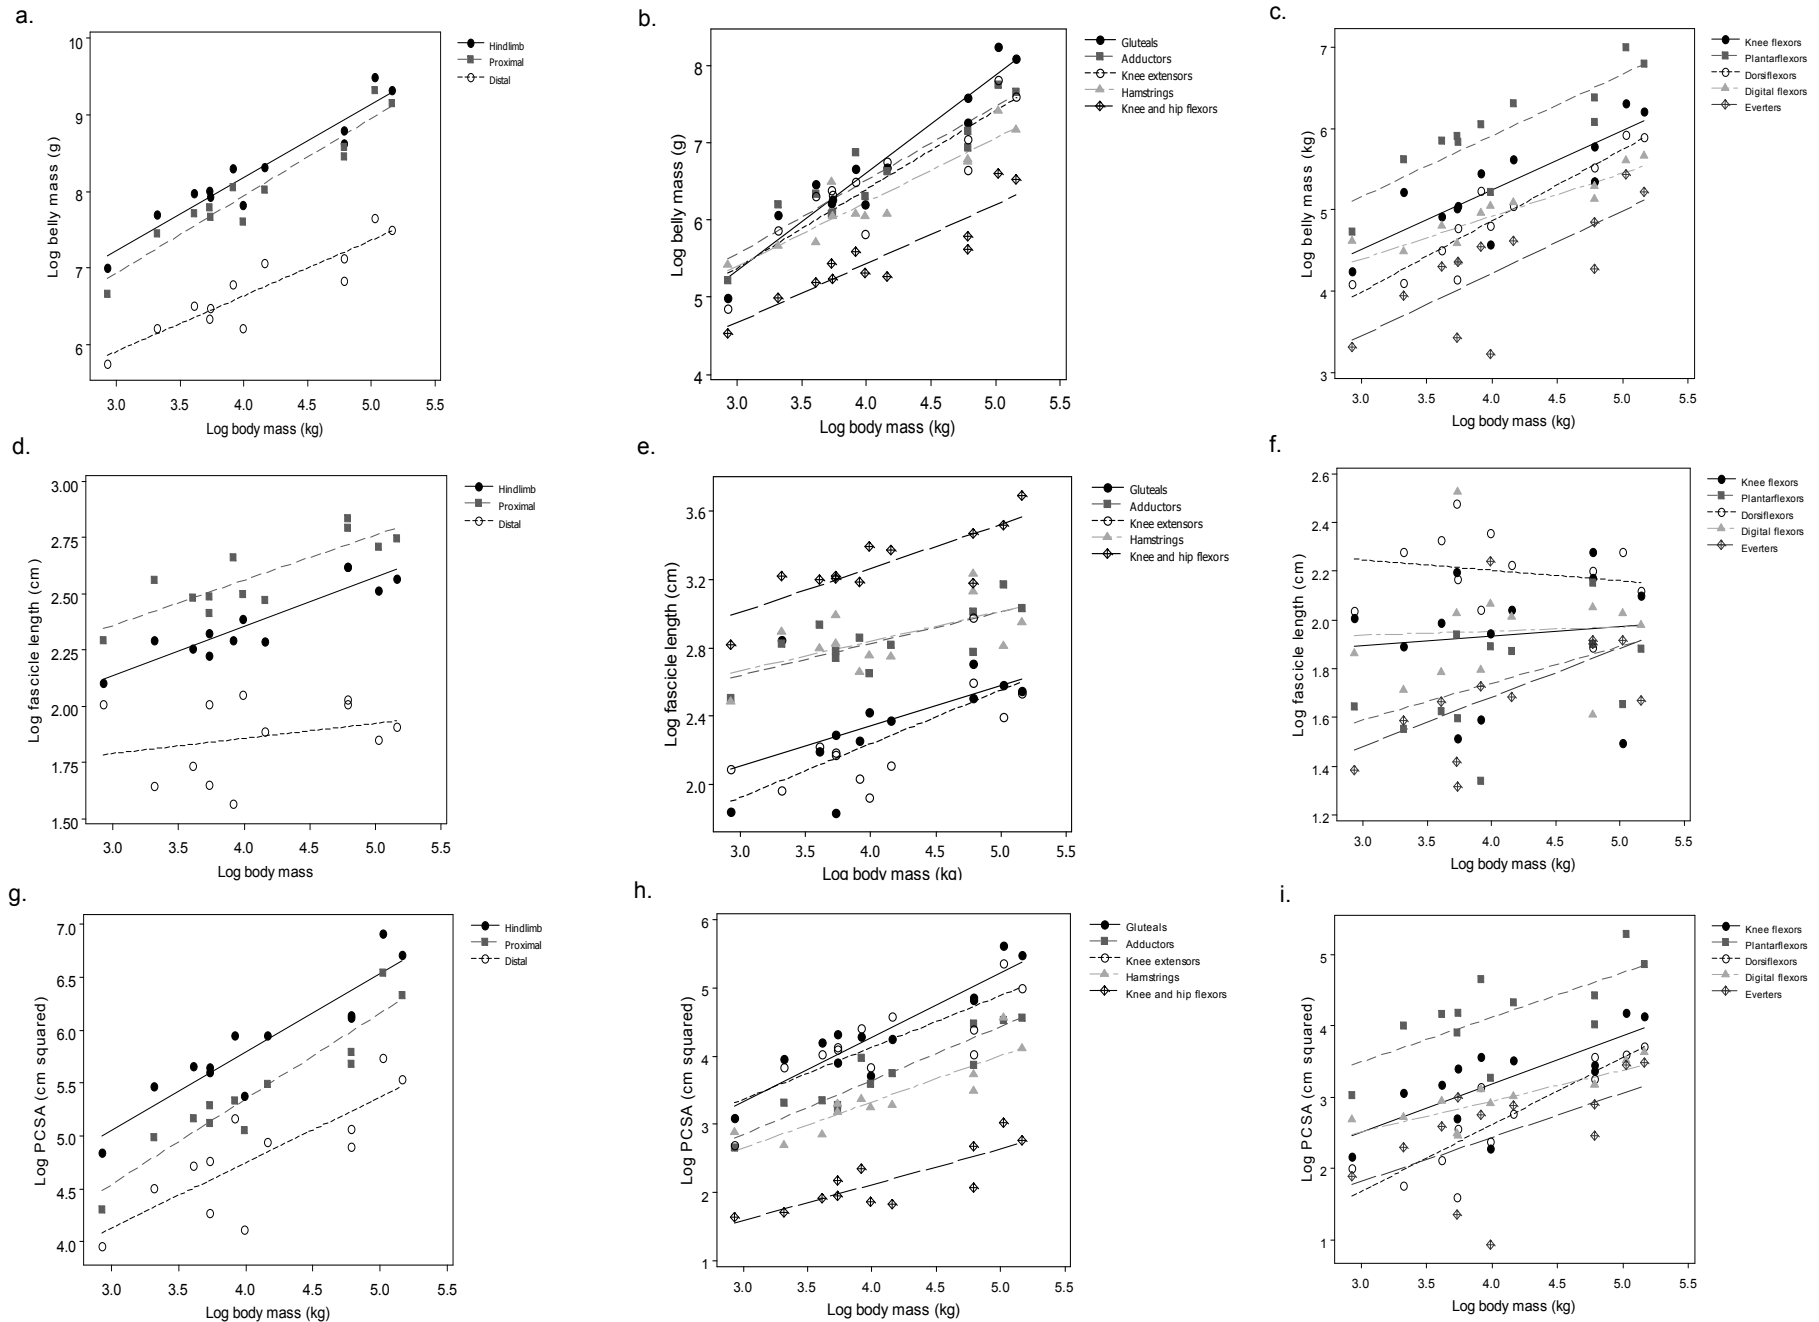 a.
10
9
8
7
6
Log belly mass (g)
3.0 3.5 4.0 4.5 5.0 5.5
Log body mass (kg)
Hindlimb
Proximal
Distal
b.
8
7
6
5
4
Log belly mass (g)
3.0 3.5 4.0 4.5 5.0 5.5
Log body mass (kg)
Gluteals
Adductors
Knee extensors
Hamstrings
Knee and hip flexors
c.
7
6
5
4
3
Log belly mass (kg)
3.0 3.5 4.0 4.5 5.0 5.5
Log body mass (kg)
Knee flexors
Plantarflexors
Dorsiflexors
Digital flexors
Everters
d.
3.00
2.75
2.50
2.25
2.00
1.75
1.50
Log fascicle length (cm)
3.0 3.5 4.0 4.5 5.0 5.5
Log body mass
Hindlimb
Proximal
Distal
e.
3.6
3.2
2.8
2.4
2.0
Log fascicle length (cm)
3.0 3.5 4.0 4.5 5.0 5.5
Log body mass (kg)
Gluteals
Adductors
Knee extensors
Hamstrings
Knee and hip flexors
f.
2.6
2.4
2.2
2.0
1.8
1.6
1.4
1.2
Log fascicle length (cm)
3.0 3.5 4.0 4.5 5.0 5.5
Log body mass (kg)
Knee flexors
Plantarflexors
Dorsiflexors
Digital flexors
Everters
g.
7.0
6.5
6.0
5.5
5.0
4.5
4.0
Log PCSA (cm squared)
3.0 3.5 4.0 4.5 5.0 5.5
Log body mass (kg)
Hindlimb
Proximal
Distal
h.
6
5
4
3
2
1
Log PCSA (cm squared)
3.0 3.5 4.0 4.5 5.0 5.5
Log body mass (kg)
Gluteals
Adductors
Knee extensors
Hamstrings
Knee and hip flexors
i.
5
4
3
2
1
Log PCSA (cm squared)
3.0 3.5 4.0 4.5 5.0 5.5
Log body mass (kg)
Knee flexors
Plantarflexors
Dorsiflexors
Digital flexors
Everters